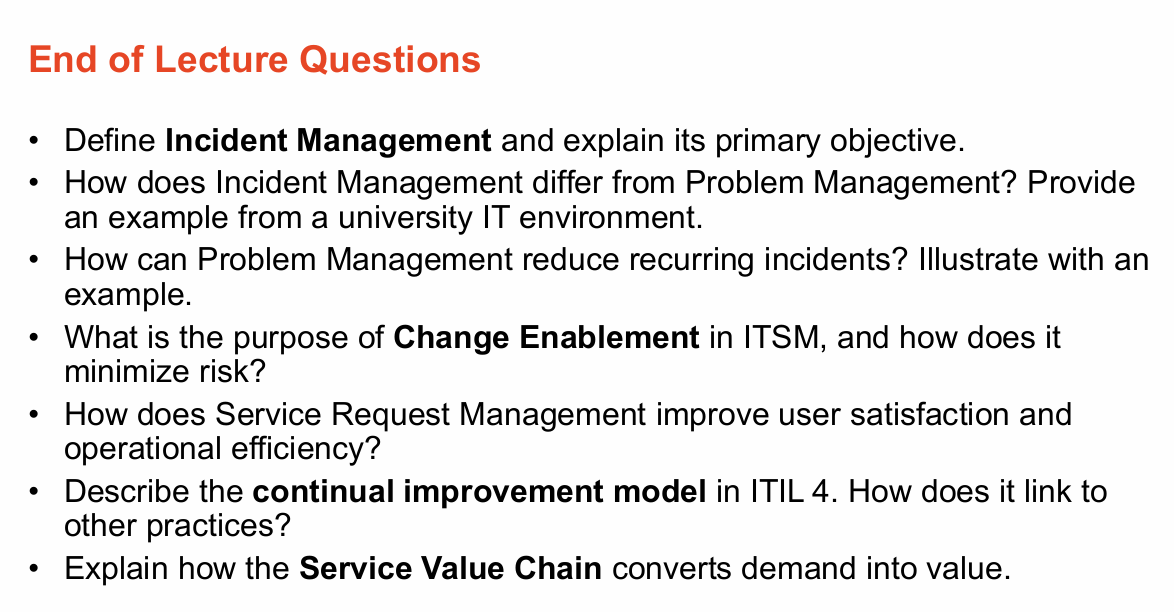 End of Lecture Questions
• Define Incident Management and explain its primary objective.
• How does Incident Management differ from Problem Management? Provide
an example from a university IT environment.
• How can Problem Management reduce recurring incidents? Illustrate with an
example.
• What is the purpose of Change Enablement in ITSM, and how does it
minimize risk?
• How does Service Request Management improve user satisfaction and
operational efficiency?
• Describe the continual improvement model in ITIL 4. How does it link to
other practices?
• Explain how the Service Value Chain converts demand into value.